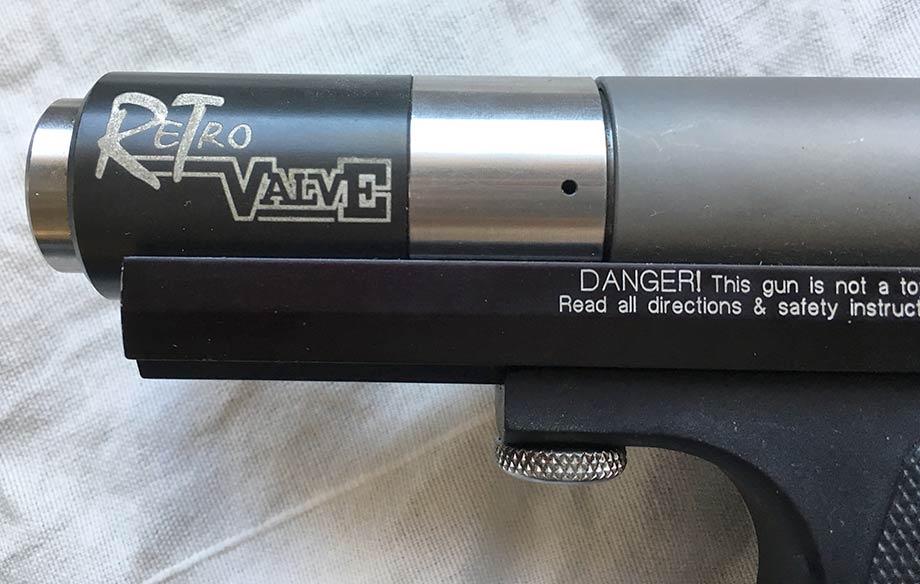 ReTRO
VALVE
DANGER! This gun is not a
Read all directions & safety